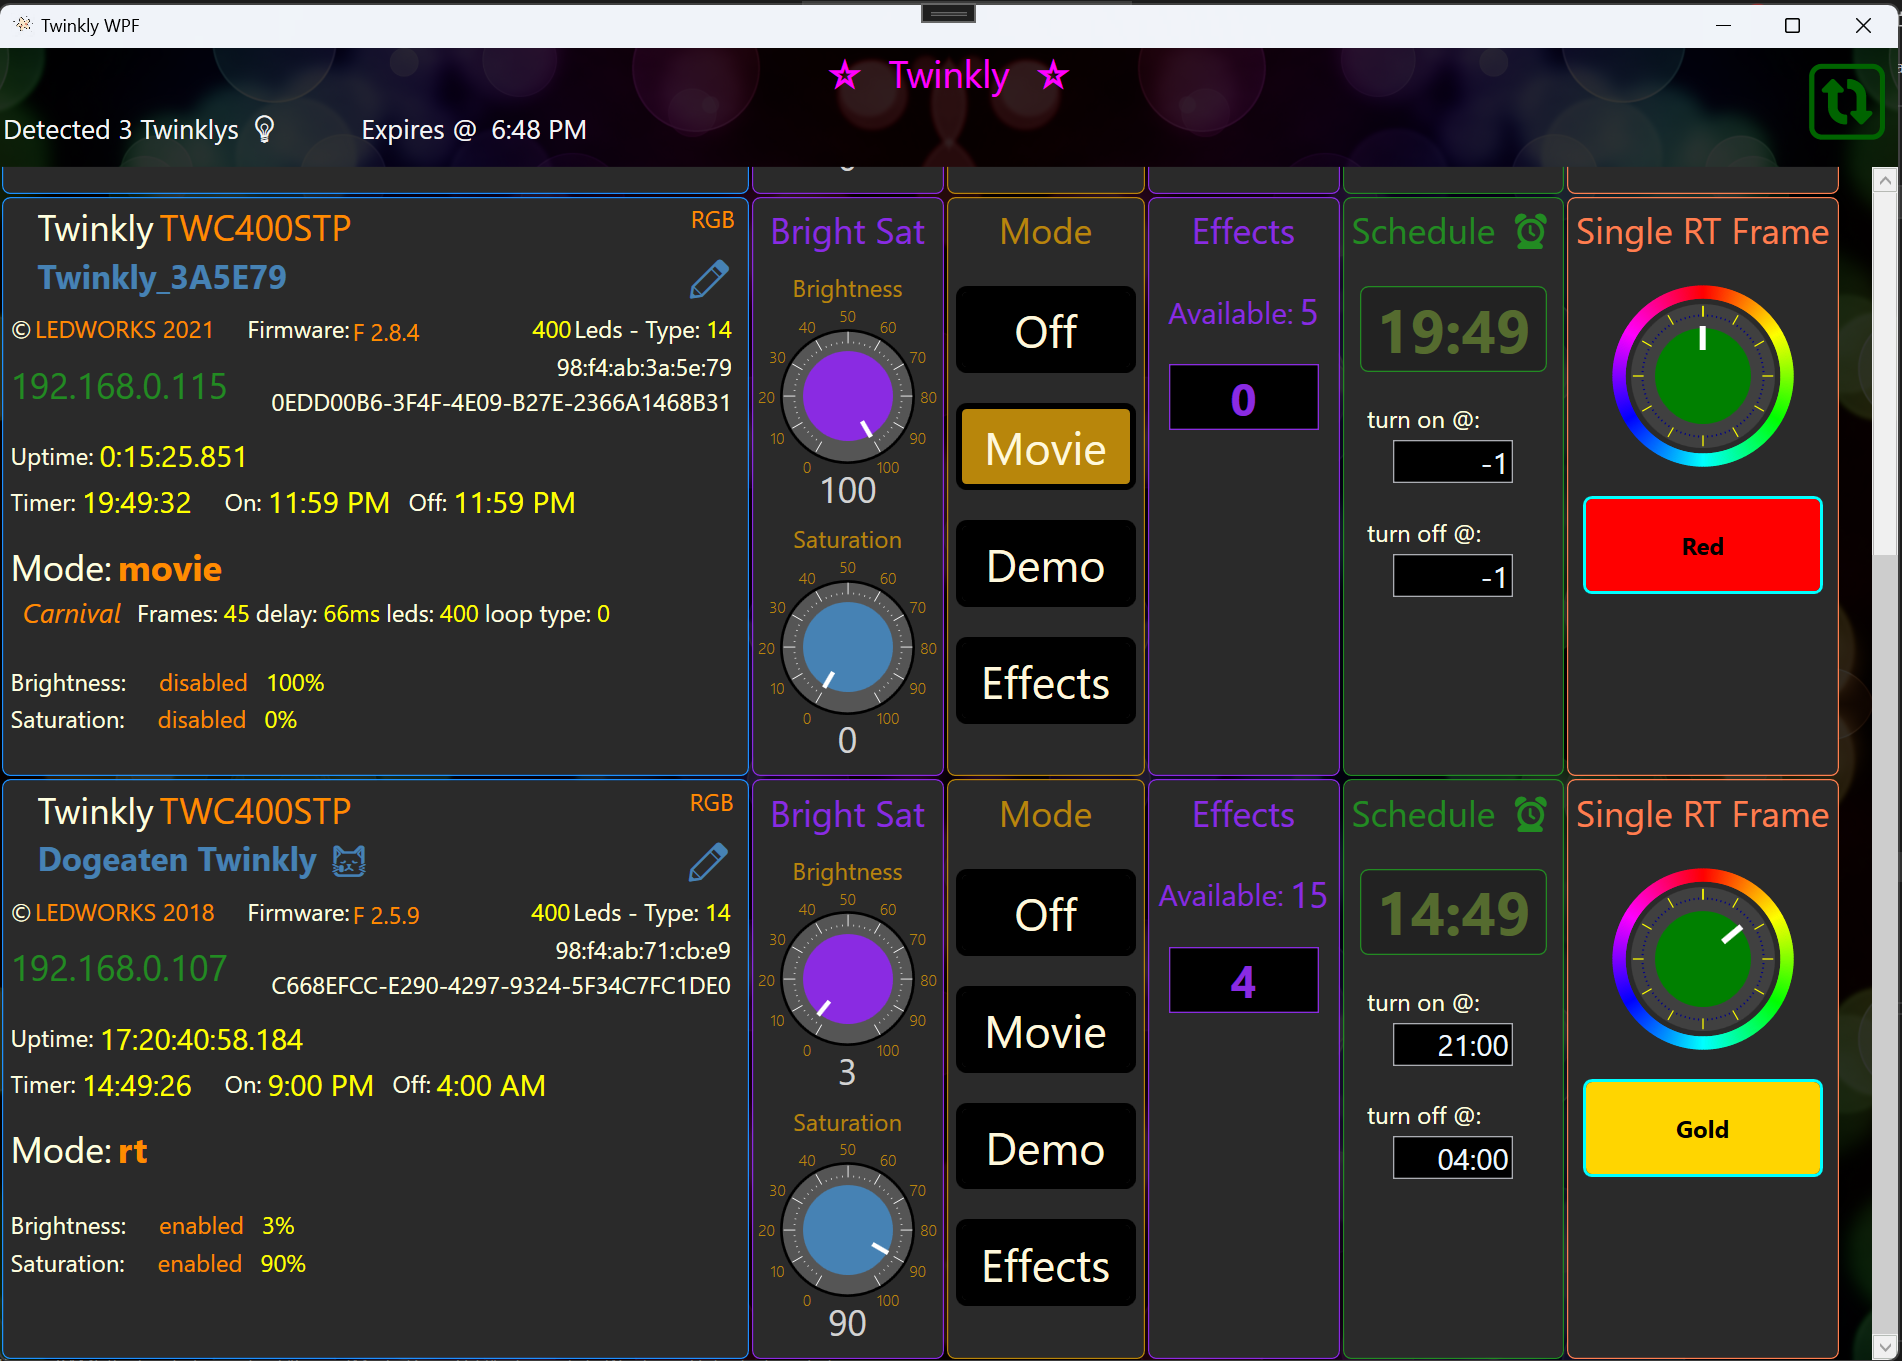 Twinkly WPF
☆ Twinkly ☆
Detected 3 Twinklys Expires @ 6:48 PM
Twinkly TWC400STP RGB
Twinkly_3A5E79
© LEDWORKS 2021 Firmware: F 2.8.4 400 Leds - Type: 14
98:f4:ab:3a:5e:79
192.168.0.115
0EDD00B6-3F4F-4E09-B27E-2366A1468B31
Uptime: 0:15:25.851
Timer: 19:49:32 On: 11:59 PM Off: 11:59 PM
Mode: movie
Carnival Frames: 45 delay: 66ms leds: 400 loop type: 0
Brightness: disabled 100%
Saturation: disabled 0%
Bright Sat
Brightness
0 10 20 30 40 50 60 70 80 90 100
100
Saturation
0 10 20 30 40 50 60 70 80 90 100
0
Mode
Off
Movie
Demo
Effects
Effects
Available: 5
0
Schedule
19:49
turn on @:
-1
turn off @:
-1
Single RT Frame
Red
Twinkly TWC400STP RGB
Dogeaten Twinkly
© LEDWORKS 2018 Firmware: F 2.5.9 400 Leds - Type: 14
98:f4:ab:71:cb:e9
192.168.0.107
C668EFCC-E290-4297-9324-5F34C7FC1DE0
Uptime: 17:20:40:58.184
Timer: 14:49:26 On: 9:00 PM Off: 4:00 AM
Mode: rt
Brightness: enabled 3%
Saturation: enabled 90%
Bright Sat
Brightness
0 10 20 30 40 50 60 70 80 90 100
3
Saturation
0 10 20 30 40 50 60 70 80 90 100
90
Mode
Off
Movie
Demo
Effects
Effects
Available: 15
4
Schedule
14:49
turn on @:
21:00
turn off @:
04:00
Single RT Frame
Gold